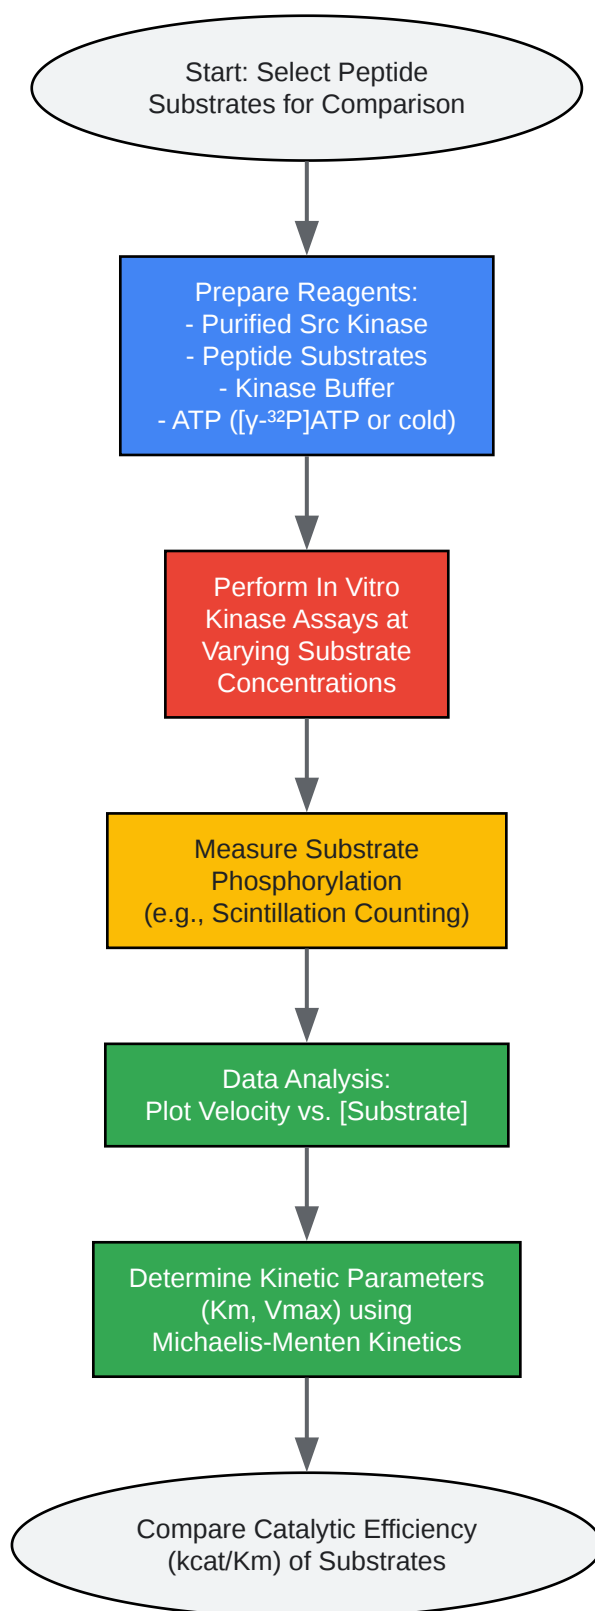 Start: Select Peptide
Substrates for Comparison
Prepare Reagents:
- Purified Src Kinase
- Peptide Substrates
- Kinase Buffer
- ATP ([γ-³²P]ATP or cold)
Perform In Vitro
Kinase Assays at
Varying Substrate
Concentrations
Measure Substrate
Phosphorylation
(e.g., Scintillation Counting)
Data Analysis:
Plot Velocity vs. [Substrate]
Determine Kinetic Parameters
(Km, Vmax) using
Michaelis-Menten Kinetics
Compare Catalytic Efficiency
(kcat/Km) of Substrates